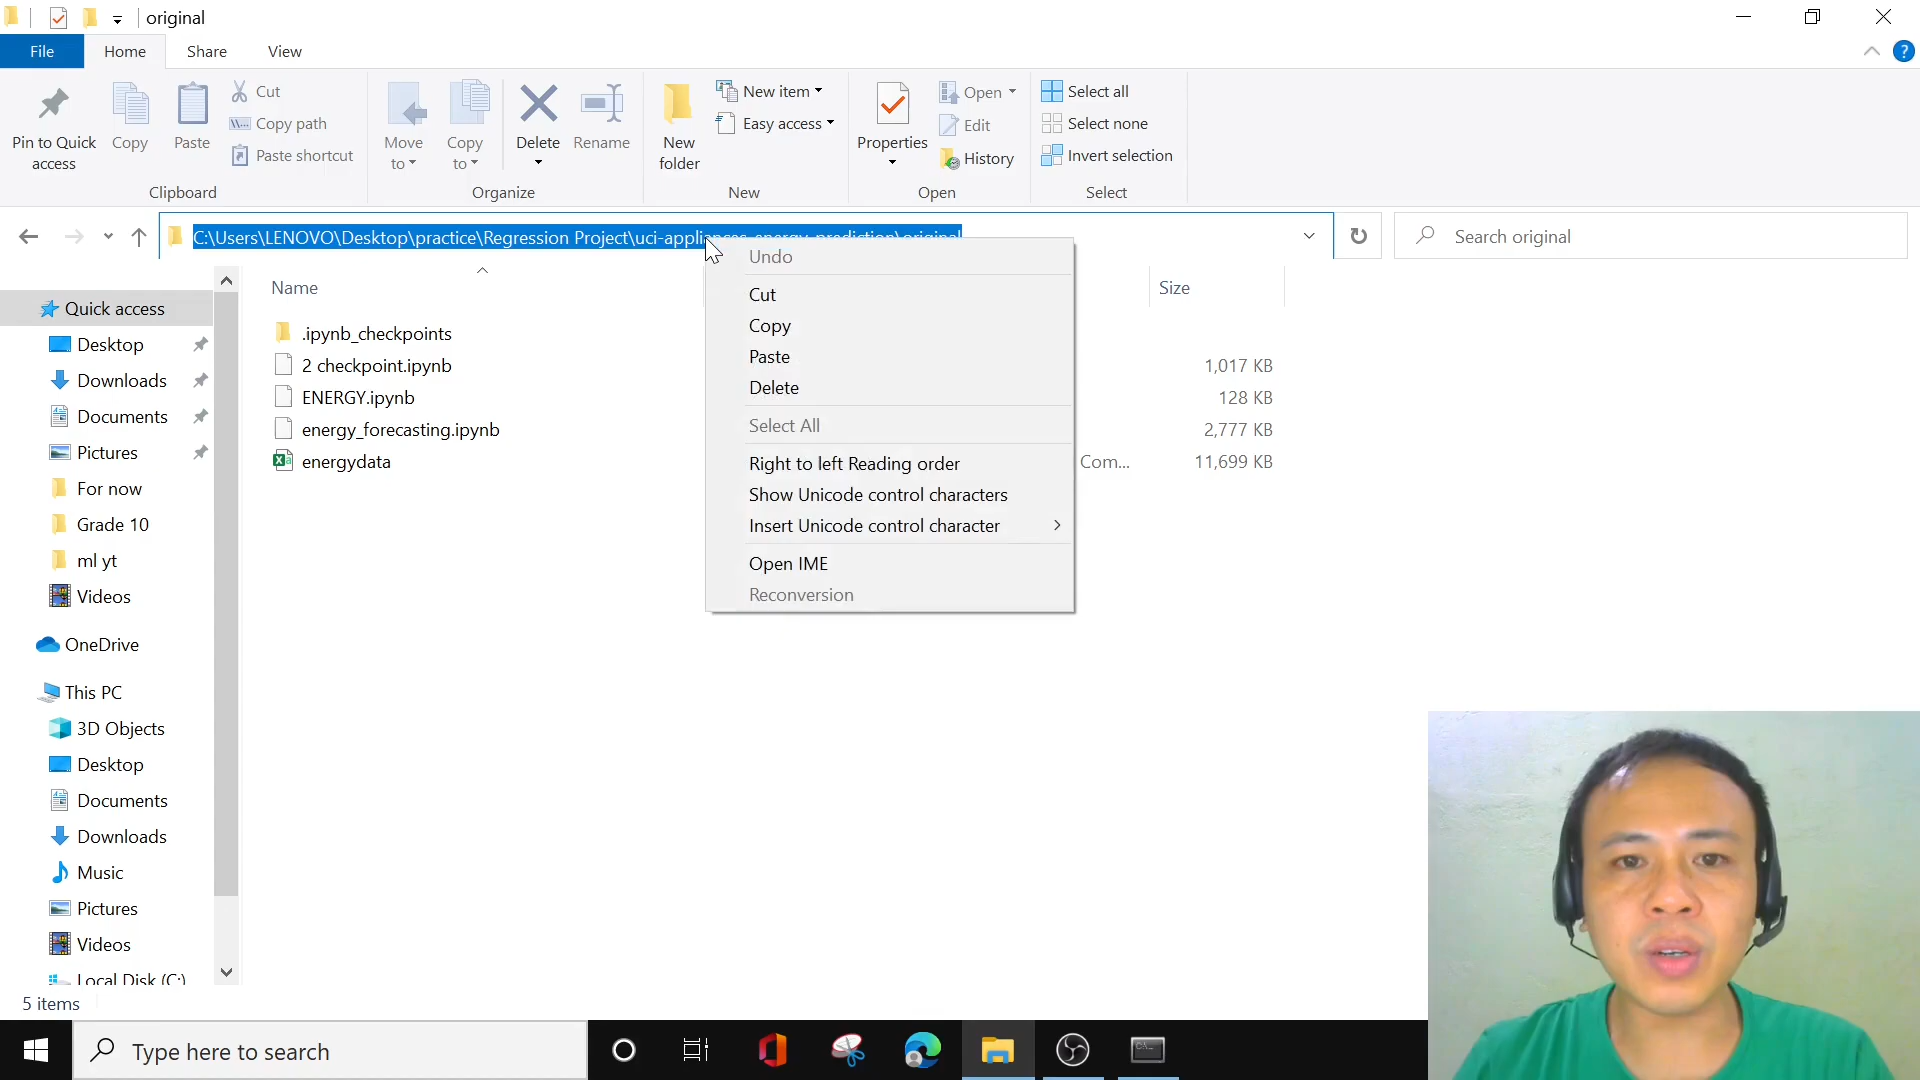 original
File
Home
Share
View
Pin to Quick
access
Copy
Paste
Cut
Copy path
Paste shortcut
Clipboard
Move
to
Copy
to
Delete
Rename
Organize
New
folder
New item
Easy access
New
Properties
Open
Edit
History
Open
Select all
Select none
Invert selection
Select
C:\Users\LENOVO\Desktop\practice\Regression Project\uci-appliances-energy-prediction\original
Search original
Name
Size
.ipynb_checkpoints
2 checkpoint.ipynb
1,017 KB
ENERGY.ipynb
128 KB
energy_forecasting.ipynb
2,777 KB
energydata
Com...
11,699 KB
Undo
Cut
Copy
Paste
Delete
Select All
Right to left Reading order
Show Unicode control characters
Insert Unicode control character
Open IME
Reconversion
Quick access
Desktop
Downloads
Documents
Pictures
For now
Grade 10
ml yt
Videos
OneDrive
This PC
3D Objects
Desktop
Documents
Downloads
Music
Pictures
Videos
Local Disk (C:)
5 items
Type here to search